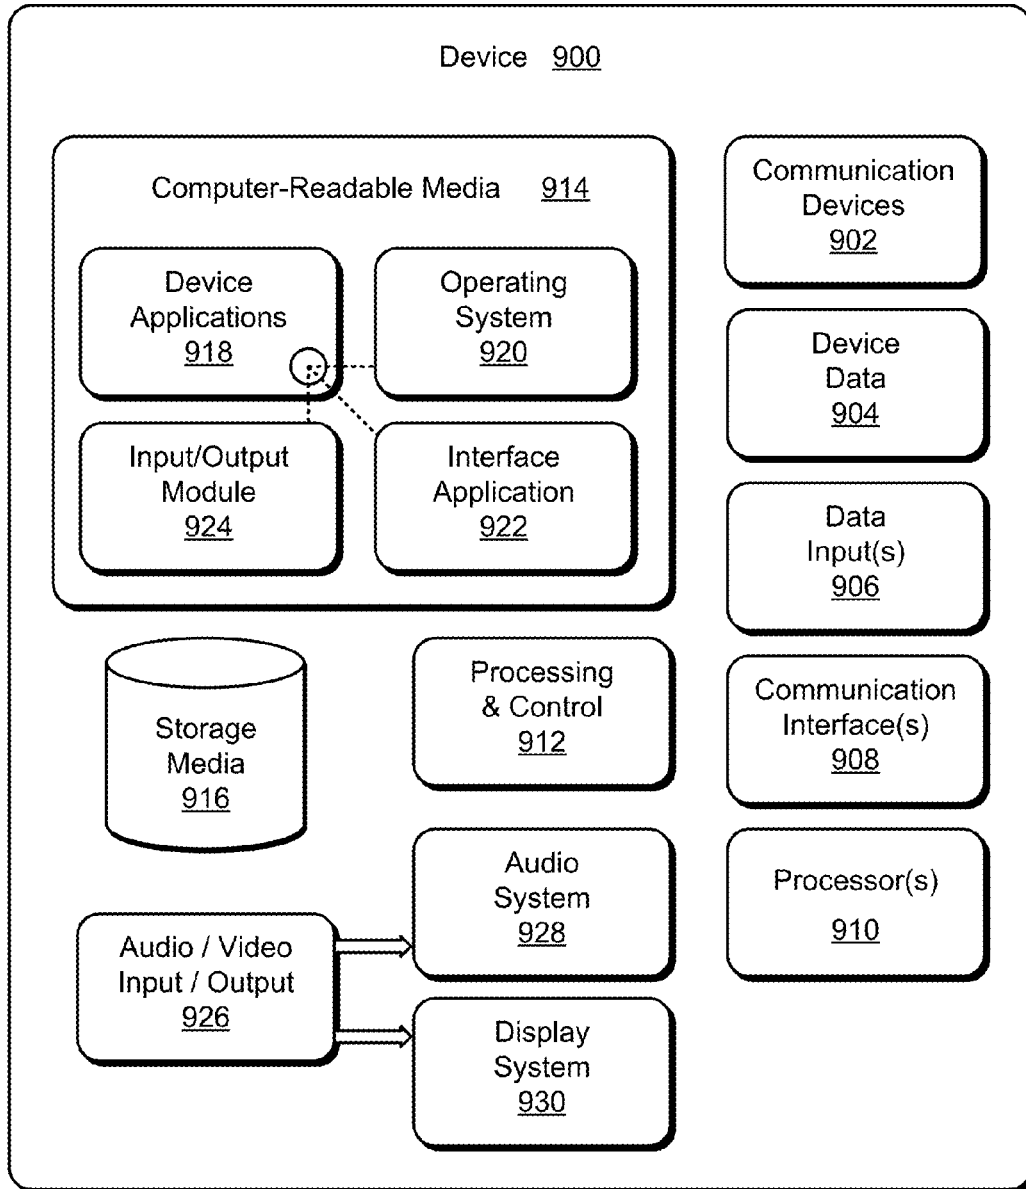 Device 900
Computer-Readable Media 914
Device
Applications
918
Operating
System
920
Input/Output
Module
924
Interface
Application
922
Communication
Devices
902
Device
Data
904
Data
Input(s)
906
Communication
Interface(s)
908
Processor(s)
910
Storage
Media
916
Processing
& Control
912
Audio / Video
Input / Output
926
Audio
System
928
Display
System
930